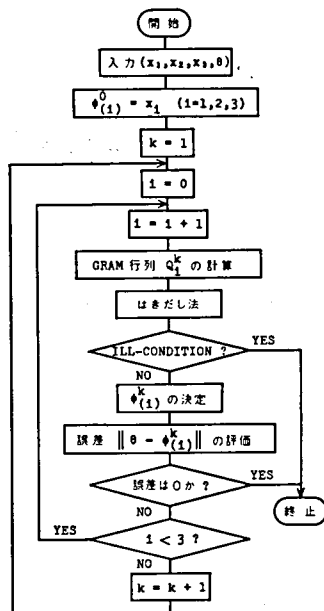 開始
入力 (x₁,x₂,x₃,θ)
φ⁰₍ᵢ₎ = xᵢ (i=1,2,3)
k = 1
i = 0
i = i + 1
GRAM 行列 Qᵏᵢ の計算
はきだし法
ILL-CONDITION ?
YES
NO
φᵏ₍ᵢ₎ の決定
誤差 ‖θ − φᵏ₍ᵢ₎‖ の評価
誤差は0か ?
YES
終止
NO
YES
i < 3 ?
NO
k = k + 1